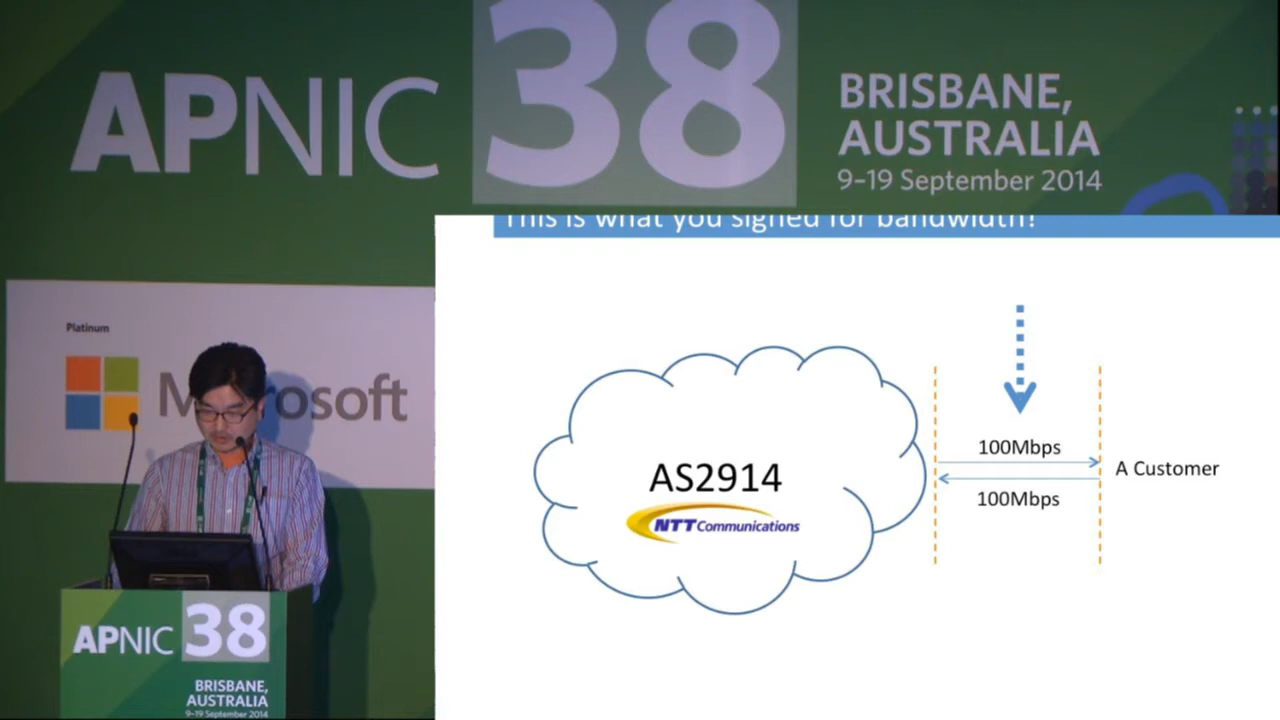 APNIC 38
BRISBANE,
AUSTRALIA
9–19 September 2014
This is what you signed for bandwidth!
Platinum
Microsoft
100Mbps
A Customer
100Mbps
AS2914
NTT Communications
APNIC 38
BRISBANE,
AUSTRALIA
9–19 September 2014